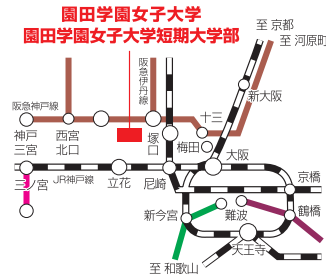 園田学園女子大学
園田学園女子大学短期大学部
至 京都
至 河原町
阪急伊丹線
新大阪
阪急神戸線
十三
神戸
三宮
西宮
北口
塚
口
梅田
大阪
三ノ宮
JR神戸線
立花
尼崎
京橋
新今宮
難波
鶴橋
天王寺
至 和歌山